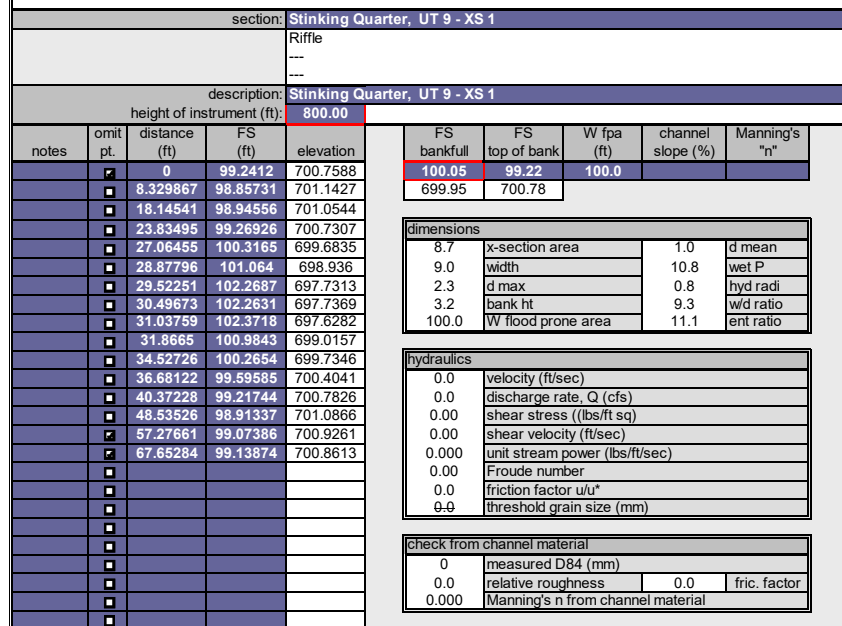 section: Stinking Quarter, UT 9 - XS 1
Riffle
---
---
description: Stinking Quarter, UT 9 - XS 1
height of instrument (ft): 800.00
omit distance FS FS FS W fpa channel Manning's
notes pt. (ft) (ft) elevation bankfull top of bank (ft) slope (%) "n"
0 99.2412 700.7588 100.05 99.22 100.0
8.329867 98.85731 701.1427 699.95 700.78
18.14541 98.94556 701.0544
23.83495 99.26926 700.7307 dimensions
27.06455 100.3165 699.6835 8.7 x-section area 1.0 d mean
28.87796 101.064 698.936 9.0 width 10.8 wet P
29.52251 102.2687 697.7313 2.3 d max 0.8 hyd radi
30.49673 102.2631 697.7369 3.2 bank ht 9.3 w/d ratio
31.03759 102.3718 697.6282 100.0 W flood prone area 11.1 ent ratio
31.8665 100.9843 699.0157
34.52726 100.2654 699.7346 hydraulics
36.68122 99.59585 700.4041 0.0 velocity (ft/sec)
40.37228 99.21744 700.7826 0.0 discharge rate, Q (cfs)
48.53526 98.91337 701.0866 0.00 shear stress ((lbs/ft sq)
57.27661 99.07386 700.9261 0.00 shear velocity (ft/sec)
67.65284 99.13874 700.8613 0.000 unit stream power (lbs/ft/sec)
0.00 Froude number
0.0 friction factor u/u*
0.0 threshold grain size (mm)
check from channel material
0 measured D84 (mm)
0.0 relative roughness 0.0 fric. factor
0.000 Manning's n from channel material